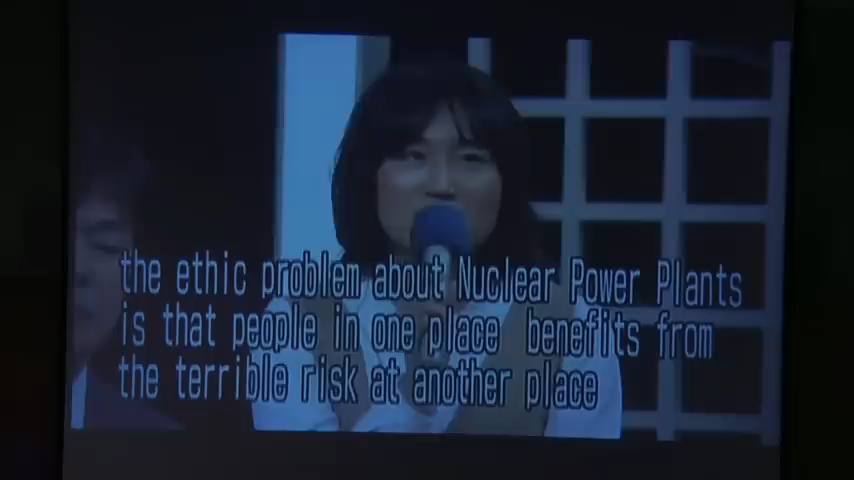 the ethic problem about Nuclear Power Plants
is that people in one place benefits from
the terrible risk at another place